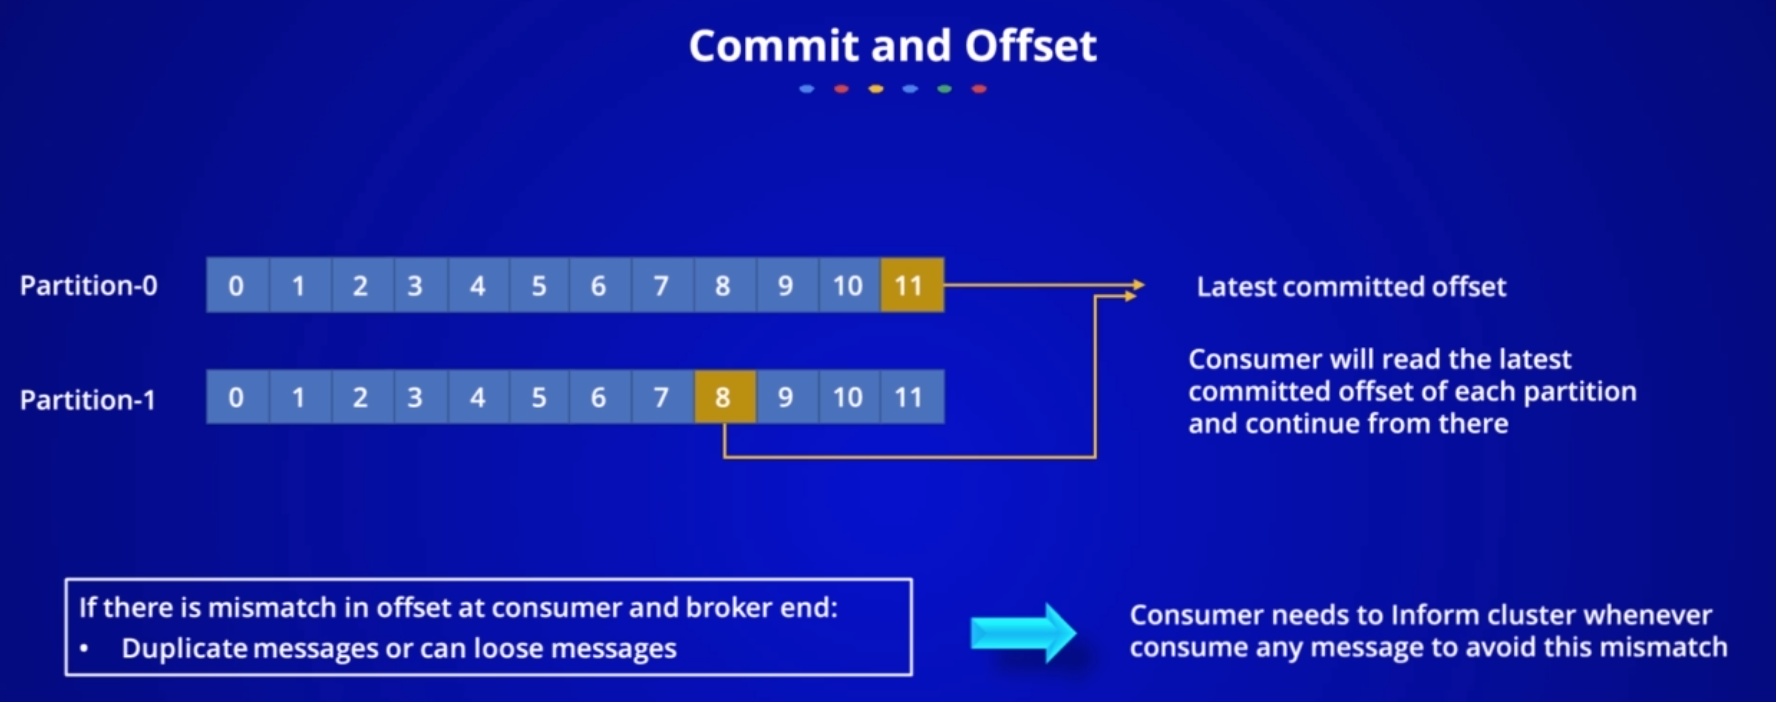 Commit and Offset
Partition-0
0 1 2 3 4 5 6 7 8 9 10 11
Latest committed offset
Consumer will read the latest
committed offset of each partition
and continue from there
Partition-1
0 1 2 3 4 5 6 7 8 9 10 11
If there is mismatch in offset at consumer and broker end:
• Duplicate messages or can loose messages
Consumer needs to Inform cluster whenever
consume any message to avoid this mismatch